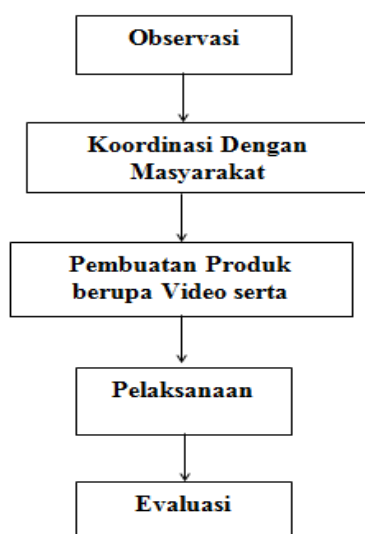 Observasi
Koordinasi Dengan
Masyarakat
Pembuatan Produk
berupa Video serta
Pelaksanaan
Evaluasi